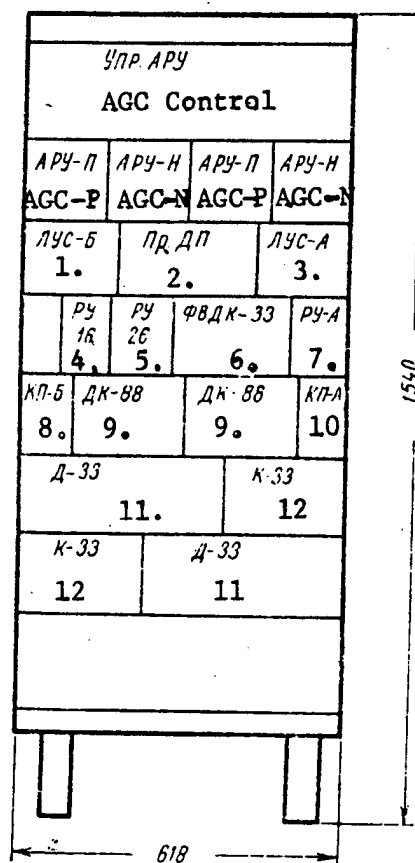 УПР. АРУ
AGC Control
АРУ-П АРУ-Н АРУ-П АРУ-Н
AGC-P AGC-N AGC-P AGC-N
ЛУС-Б Пр. ДП ЛУС-А
1. 2. 3.
РУ 1Б РУ 2Б ФВДК-33 РУ-А
4. 5. 6. 7.
КП-Б ДК-88 ДК-88 КП-А
8. 9. 9. 10
Д-33 К-33
11. 12
К-33 Д-33
12 11
1540
618